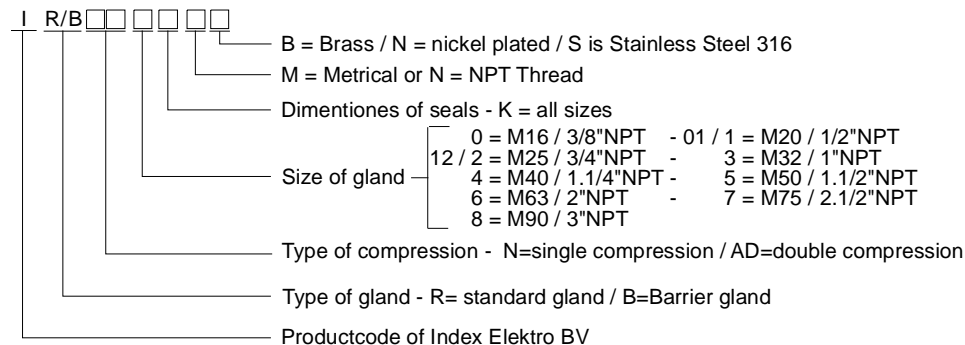 I R/B
B = Brass / N = nickel plated / S is Stainless Steel 316
M = Metrical or N = NPT Thread
Dimentiones of seals - K = all sizes
0 = M16 / 3/8"NPT - 01 / 1 = M20 / 1/2"NPT
12 / 2 = M25 / 3/4"NPT - 3 = M32 / 1"NPT
Size of gland 4 = M40 / 1.1/4"NPT - 5 = M50 / 1.1/2"NPT
6 = M63 / 2"NPT - 7 = M75 / 2.1/2"NPT
8 = M90 / 3"NPT
Type of compression - N=single compression / AD=double compression
Type of gland - R= standard gland / B=Barrier gland
Productcode of Index Elektro BV